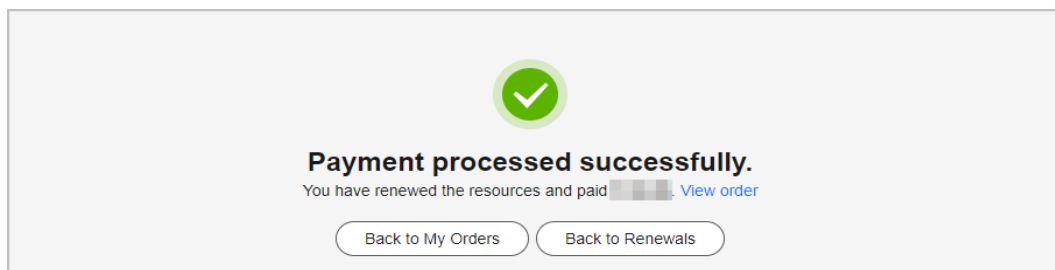 Payment processed successfully.
You have renewed the resources and paid . View order
Back to My Orders Back to Renewals